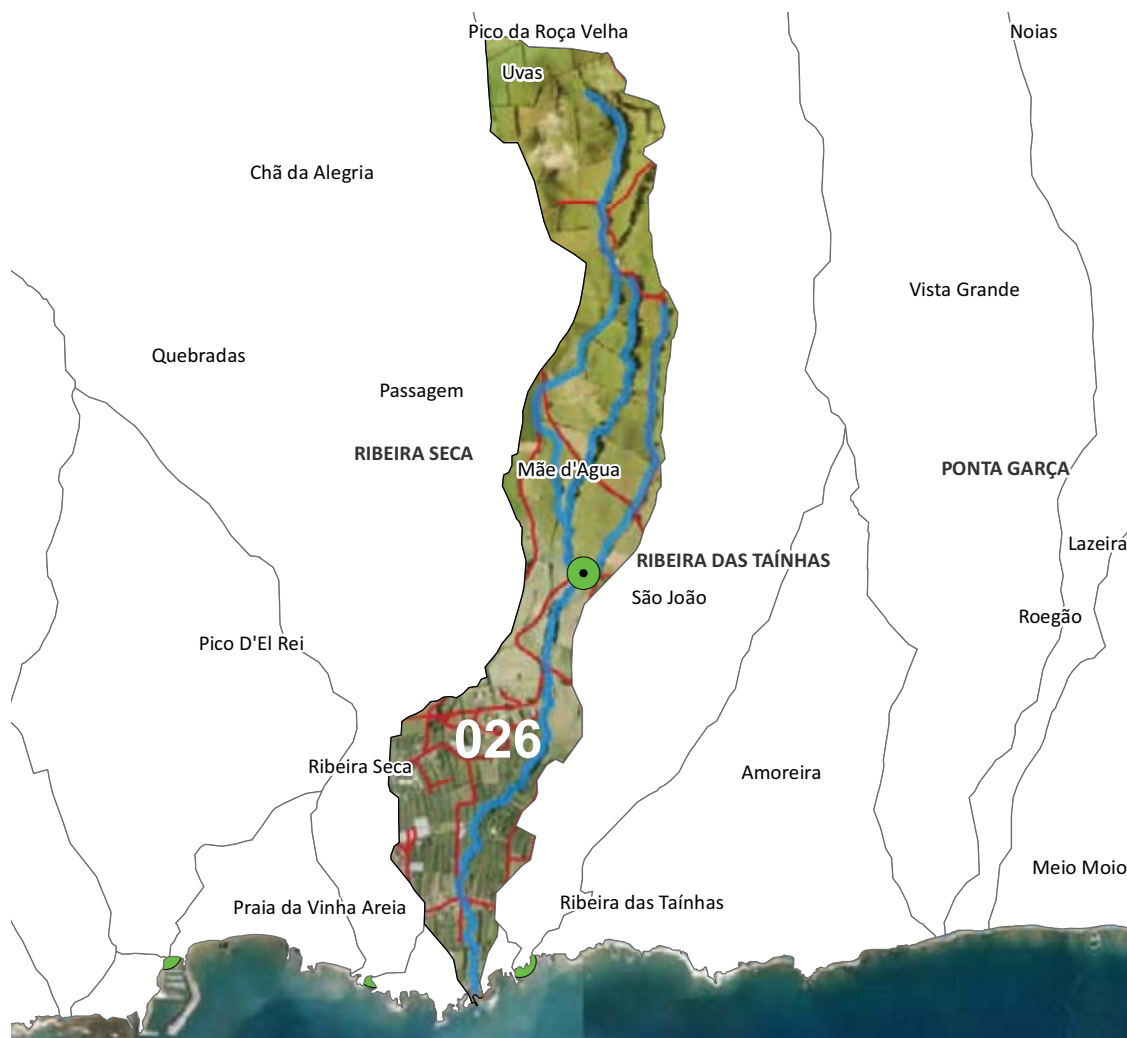 Pico da Roça Velha
Noias
Uvas
Chã da Alegria
Vista Grande
Quebradas
Passagem
RIBEIRA SECA
Mãe d'Agua
PONTA GARÇA
Lazeira
RIBEIRA DAS TAÍNHAS
São João
Roegão
Pico D'El Rei
026
Ribeira Seca
Amoreira
Meio Moio
Praia da Vinha Areia
Ribeira das Taínhas